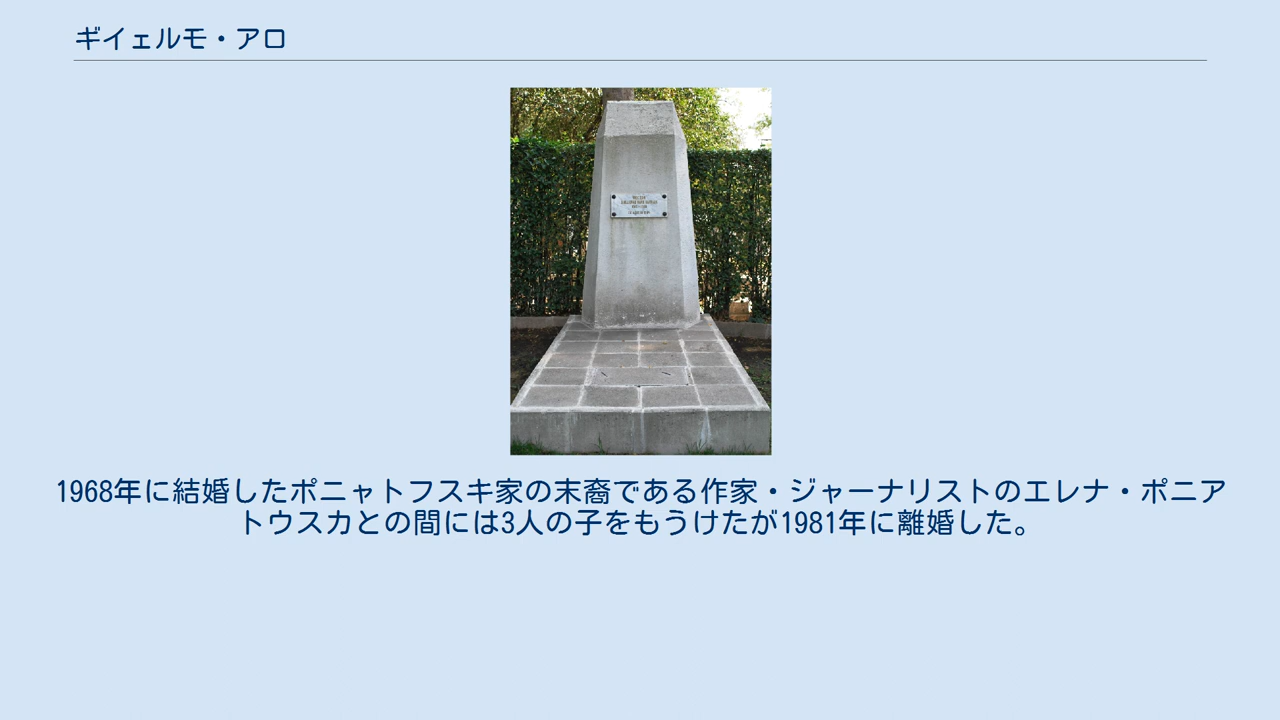 ギイェルモ・アロ
1968年に結婚したポニャトフスキ家の末裔である作家・ジャーナリストのエレナ・ポニア
トウスカとの間には3人の子をもうけたが1981年に離婚した。